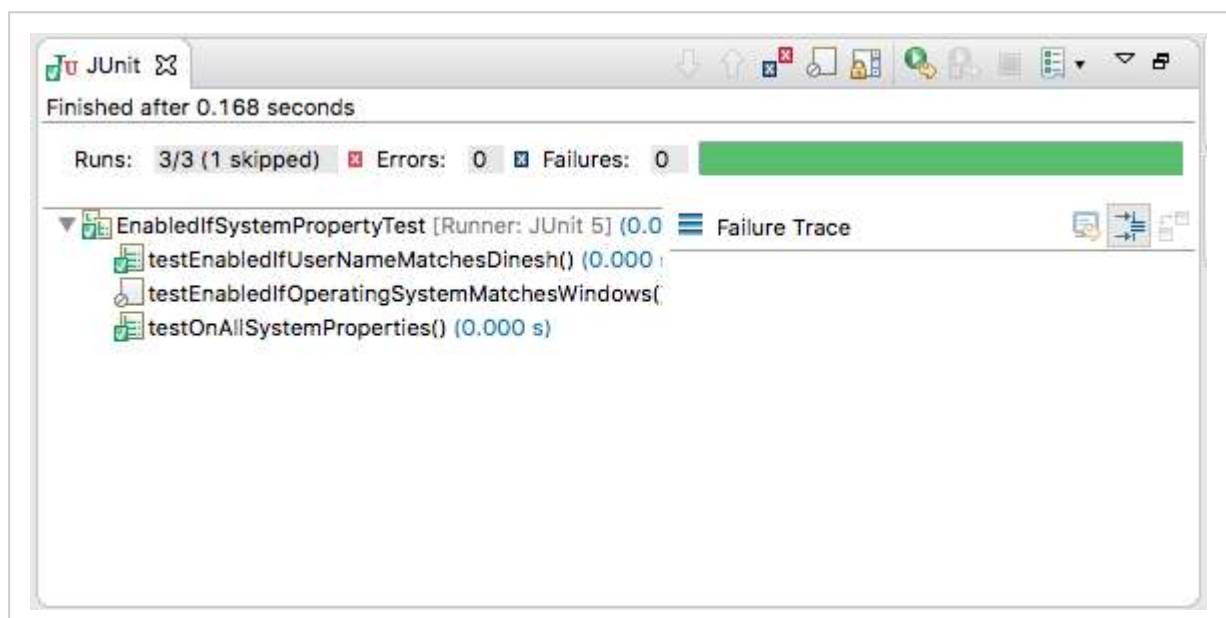 JUnit
Finished after 0.168 seconds
Runs: 3/3 (1 skipped) Errors: 0 Failures: 0
EnabledIfSystemPropertyTest [Runner: JUnit 5] (0.0
Failure Trace
testEnabledIfUserNameMatchesDinesh() (0.000 s
testEnabledIfOperatingSystemMatchesWindows(
testOnAllSystemProperties() (0.000 s)